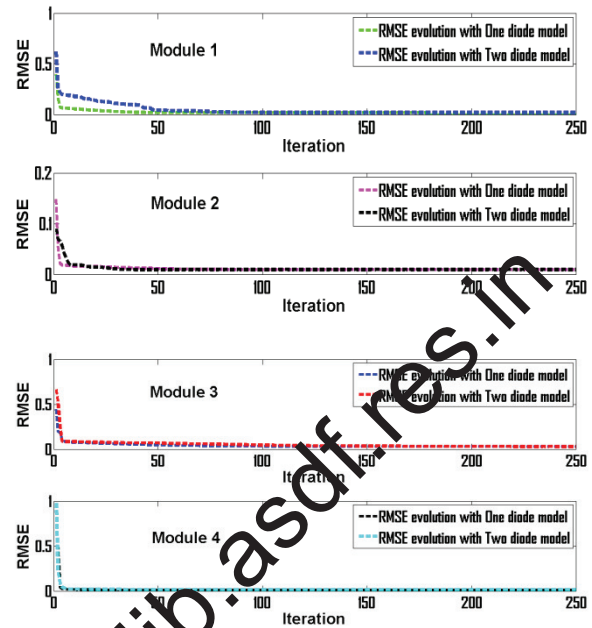 1
RMSE evolution with One diode model
RMSE evolution with Two diode model
Module 1
RMSE
0.5
0
0 50 100 150 200 250
Iteration
0.2
RMSE evolution with One diode model
RMSE evolution with Two diode model
Module 2
RMSE
0.1
0
0 50 100 150 200 250
Iteration
1
RMSE evolution with One diode model
RMSE evolution with Two diode model
Module 3
RMSE
0.5
0
0 50 100 150 200 250
Iteration
1
RMSE evolution with One diode model
RMSE evolution with Two diode model
Module 4
RMSE
0.5
0
0 50 100 150 200 250
Iteration
lib.asdf.res.in